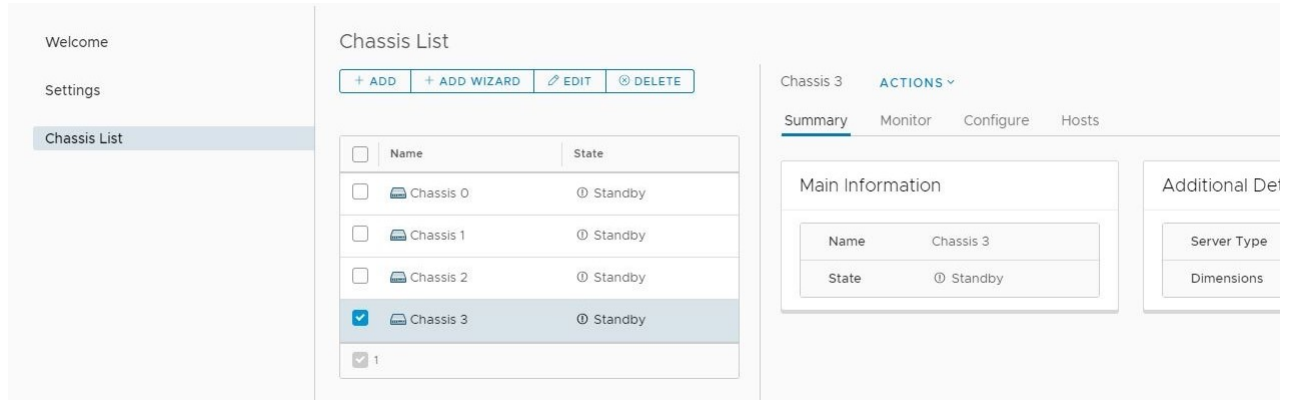 Welcome
Settings
Chassis List
Chassis List
+ ADD
+ ADD WIZARD
EDIT
DELETE
Name State
Chassis 0 Standby
Chassis 1 Standby
Chassis 2 Standby
Chassis 3 Standby
1
Chassis 3 ACTIONS
Summary Monitor Configure Hosts
Main Information
Name Chassis 3
State Standby
Additional Det
Server Type
Dimensions